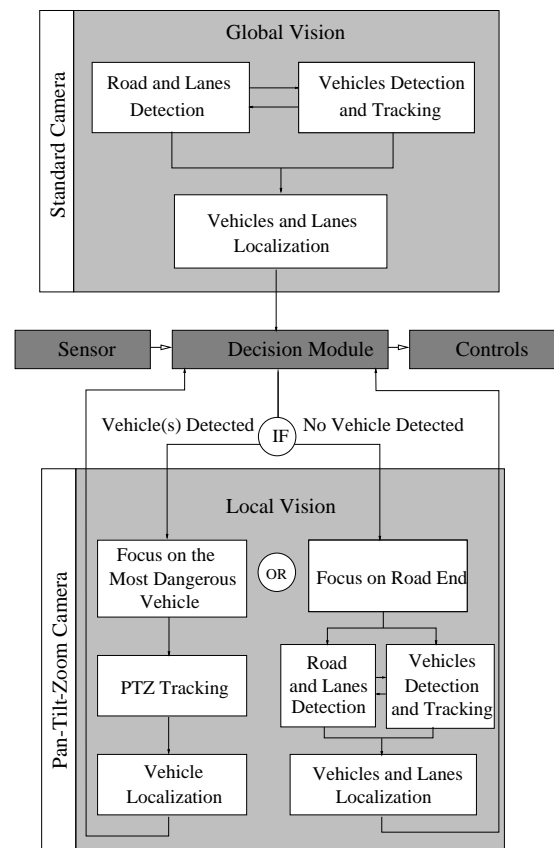 Standard Camera
Global Vision
Road and Lanes
Detection
Vehicles Detection
and Tracking
Vehicles and Lanes
Localization
Sensor
Decision Module
Controls
Vehicle(s) Detected
IF
No Vehicle Detected
Pan-Tilt-Zoom Camera
Local Vision
Focus on the
Most Dangerous
Vehicle
OR
Focus on Road End
PTZ Tracking
Road
and Lanes
Detection
Vehicles
Detection
and Tracking
Vehicle
Localization
Vehicles and Lanes
Localization